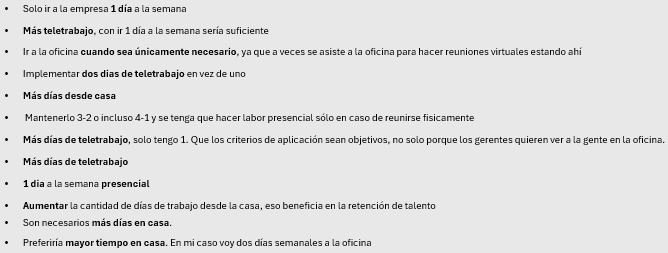 • Solo ir a la empresa 1 día a la semana
• Más teletrabajo, con ir 1 día a la semana sería suficiente
• Ir a la oficina cuando sea únicamente necesario, ya que a veces se asiste a la oficina para hacer reuniones virtuales estando ahí
• Implementar dos dias de teletrabajo en vez de uno
• Más días desde casa
• Mantenerlo 3-2 o incluso 4-1 y se tenga que hacer labor presencial sólo en caso de reunirse fisicamente
• Más días de teletrabajo, solo tengo 1. Que los criterios de aplicación sean objetivos, no solo porque los gerentes quieren ver a la gente en la oficina.
• Más días de teletrabajo
• 1 dia a la semana presencial
• Aumentar la cantidad de días de trabajo desde la casa, eso beneficia en la retención de talento
• Son necesarios más días en casa.
• Preferiría mayor tiempo en casa. En mi caso voy dos días semanales a la oficina